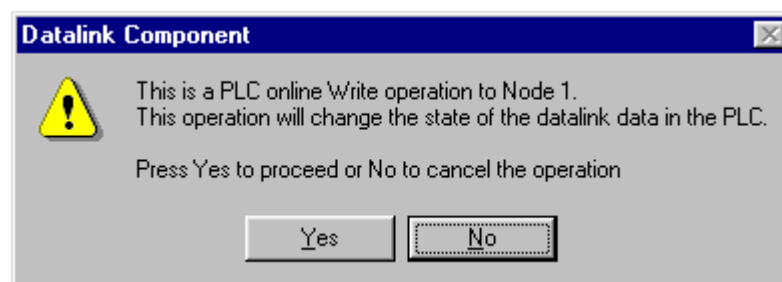 Datalink Component
This is a PLC online Write operation to Node 1.
This operation will change the state of the datalink data in the PLC.
Press Yes to proceed or No to cancel the operation
Yes No